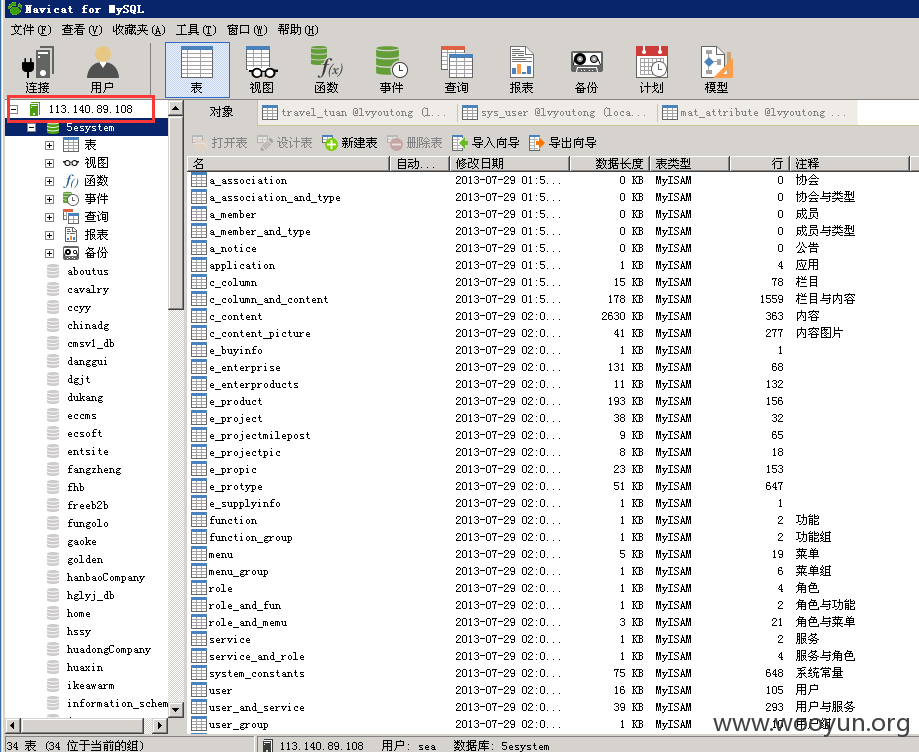 Navicat for MySQL
文件(F) 查看(V) 收藏夹(A) 工具(T) 窗口(W) 帮助(H)
连接 用户 表 视图 函数 事件 查询 报表 备份 计划 模型
113.140.89.108
对象 travel_tuan @lvyoutong (l... sys_user @lvyoutong (loca... mat_attribute @lvyoutong ...
打开表 设计表 新建表 删除表 导入向导 导出向导
5esystem
表
视图
函数
事件
查询
报表
备份
aboutus
cavalry
ccyy
chinadg
cmsv1_db
danggui
dgjt
dukang
eccms
ecsoft
entsite
fangzheng
fhb
freeb2b
fungolo
gaoke
golden
hanbaoCompany
hglyj_db
home
hssy
huadongCompany
huaxin
ikeawarm
information_schem
名 自动... 修改日期 数据长度 表类型 行 注释
a_association 2013-07-29 01:5... 0 KB MyISAM 0 协会
a_association_and_type 2013-07-29 01:5... 0 KB MyISAM 0 协会与类型
a_member 2013-07-29 01:5... 0 KB MyISAM 0 成员
a_member_and_type 2013-07-29 01:5... 0 KB MyISAM 0 成员与类型
a_notice 2013-07-29 01:5... 0 KB MyISAM 0 公告
application 2013-07-29 01:5... 1 KB MyISAM 4 应用
c_column 2013-07-29 01:5... 15 KB MyISAM 78 栏目
c_column_and_content 2013-07-29 01:5... 178 KB MyISAM 1559 栏目与内容
c_content 2013-07-29 02:0... 2630 KB MyISAM 363 内容
c_content_picture 2013-07-29 02:0... 41 KB MyISAM 277 内容图片
e_buyinfo 2013-07-29 02:0... 1 KB MyISAM 1
e_enterprise 2013-07-29 02:0... 131 KB MyISAM 68
e_enterproducts 2013-07-29 02:0... 11 KB MyISAM 132
e_product 2013-07-29 02:0... 193 KB MyISAM 156
e_project 2013-07-29 02:0... 38 KB MyISAM 32
e_projectmilepost 2013-07-29 02:0... 9 KB MyISAM 65
e_projectpic 2013-07-29 02:0... 8 KB MyISAM 18
e_propic 2013-07-29 02:0... 23 KB MyISAM 153
e_protype 2013-07-29 02:0... 51 KB MyISAM 647
e_supplyinfo 2013-07-29 02:0... 1 KB MyISAM 1
function 2013-07-29 02:0... 1 KB MyISAM 2 功能
function_group 2013-07-29 02:0... 1 KB MyISAM 2 功能组
menu 2013-07-29 02:0... 5 KB MyISAM 19 菜单
menu_group 2013-07-29 02:0... 1 KB MyISAM 6 菜单组
role 2013-07-29 02:0... 1 KB MyISAM 4 角色
role_and_fun 2013-07-29 02:0... 1 KB MyISAM 2 角色与功能
role_and_menu 2013-07-29 02:0... 3 KB MyISAM 21 角色与菜单
service 2013-07-29 02:0... 1 KB MyISAM 2 服务
service_and_role 2013-07-29 02:0... 1 KB MyISAM 4 服务与角色
system_constants 2013-07-29 02:0... 75 KB MyISAM 648 系统常量
user 2013-07-29 02:0... 16 KB MyISAM 105 用户
user_and_service 2013-07-29 02:0... 39 KB MyISAM 293 用户与服务
user_group 2013-07-29 02:0... 1 KB MyISAM 10 用户组
www.wooyun.org
34 表 (34 位于当前的组) 113.140.89.108 用户: sea 数据库: 5esystem